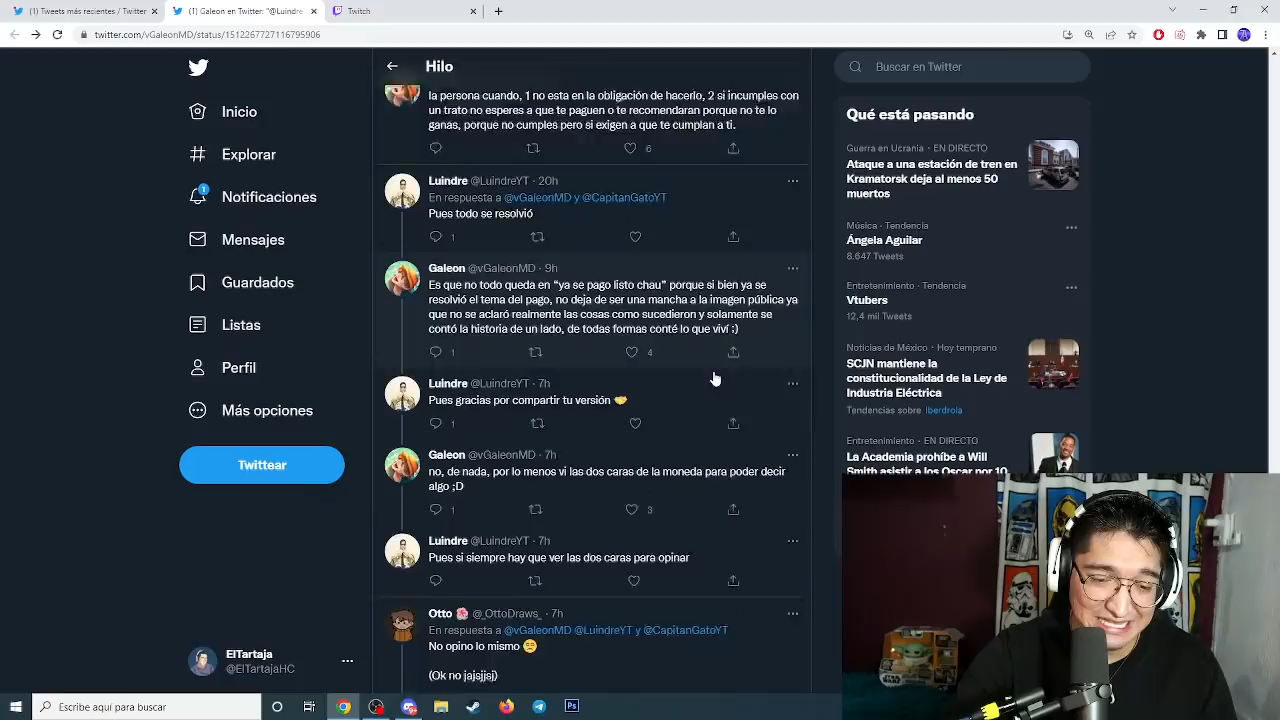 (1) Tweets más recientes / Twitter
(1) Galeon en Twitter: "@Luindre
Twitch
twitter.com/vGaleonMD/status/1512267727116795906
Hilo
Buscar en Twitter
Inicio
Explorar
1
Notificaciones
Mensajes
Guardados
Listas
Perfil
Más opciones
Twittear
ElTartaja
@ElTartajaHC
la persona cuando, 1 no esta en la obligación de hacerlo, 2 si incumples con
un trato no esperes a que te paguen o te recomendaran porque no te lo
ganas, porque no cumples pero si exigen a que te cumplan a ti.
6
Luindre @LuindreYT · 20h
En respuesta a @vGaleonMD y @CapitanGatoYT
Pues todo se resolvió
1
Galeon @vGaleonMD · 9h
Es que no todo queda en “ya se pago listo chau” porque si bien ya se
resolvió el tema del pago, no deja de ser una mancha a la imagen pública ya
que no se aclaró realmente las cosas como sucedieron y solamente se
contó la historia de un lado, de todas formas conté lo que viví ;)
1 4
Luindre @LuindreYT · 7h
Pues gracias por compartir tu versión 🤝
1
Galeon @vGaleonMD · 7h
no, de nada, por lo menos vi las dos caras de la moneda para poder decir
algo ;D
1 3
Luindre @LuindreYT · 7h
Pues si siempre hay que ver las dos caras para opinar
Otto 🌸 @_OttoDraws_ · 7h
En respuesta a @vGaleonMD @LuindreYT y @CapitanGatoYT
No opino lo mismo 😔
(Ok no jajsjjsj)
Qué está pasando
Guerra en Ucrania · EN DIRECTO
Ataque a una estación de tren en
Kramatorsk deja al menos 50
muertos
Música · Tendencia
Ángela Aguilar
8.647 Tweets
Entretenimiento · Tendencia
Vtubers
12,4 mil Tweets
Noticias de México · Hoy temprano
SCJN mantiene la
constitucionalidad de la Ley de
Industria Eléctrica
Tendencias sobre Iberdrola
Entretenimiento · EN DIRECTO
La Academia prohíbe a Will
Smith asistir a los Oscar por 10
STAR WARS
Escribe aquí para buscar
Ps